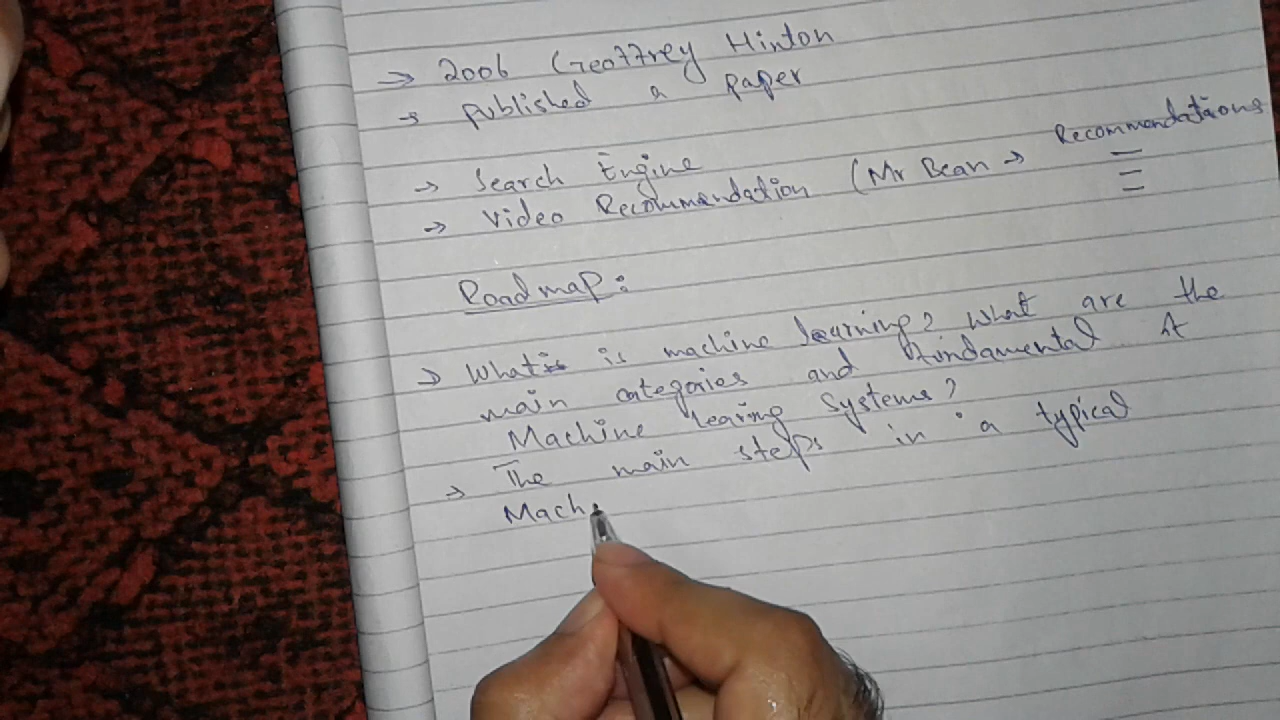 → 2006 Geoffrey Hinton
→ Published a Paper
→ Search Engine
→ Video Recommendation (Mr Bean → Recommendations
Roadmap:
→ What is machine learning? What are the
main categories and fundamental of
Machine learing Systems?
→ The main steps in a typical
Mach